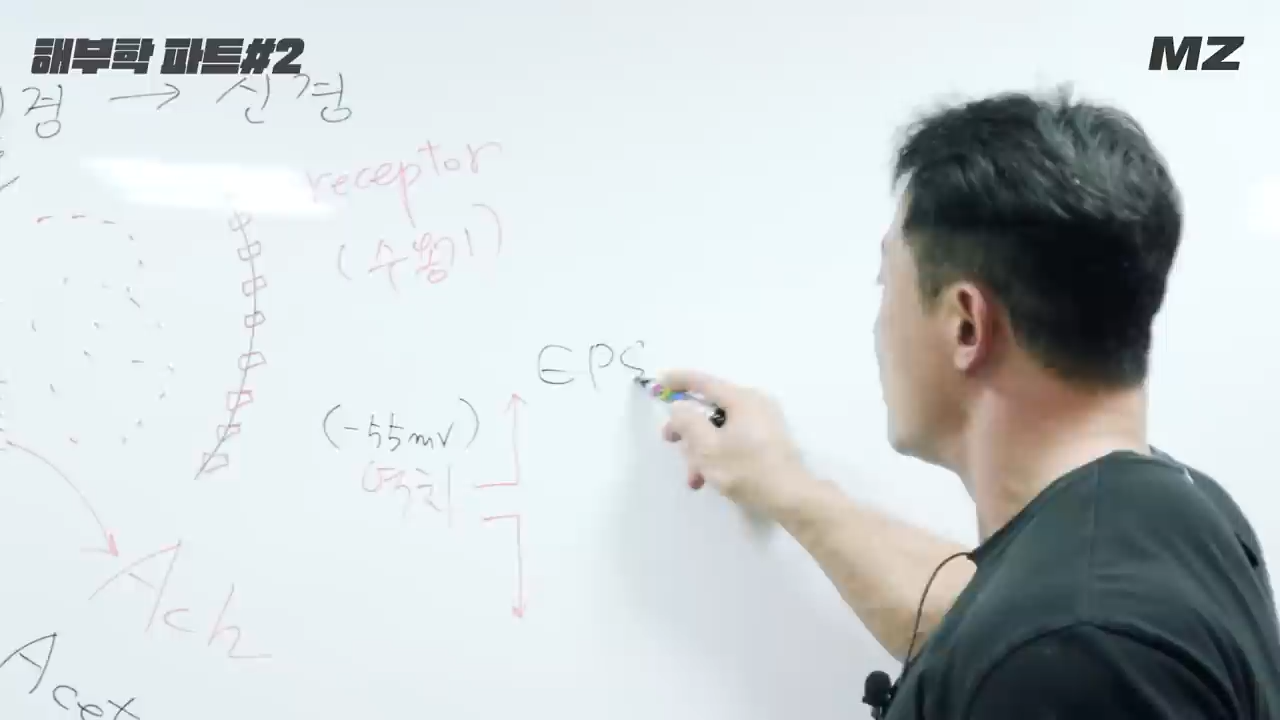 해부학 파트#2
MZ
경 → 신경
receptor
(수용기)
EPS
(-55mv)
역치
Ach